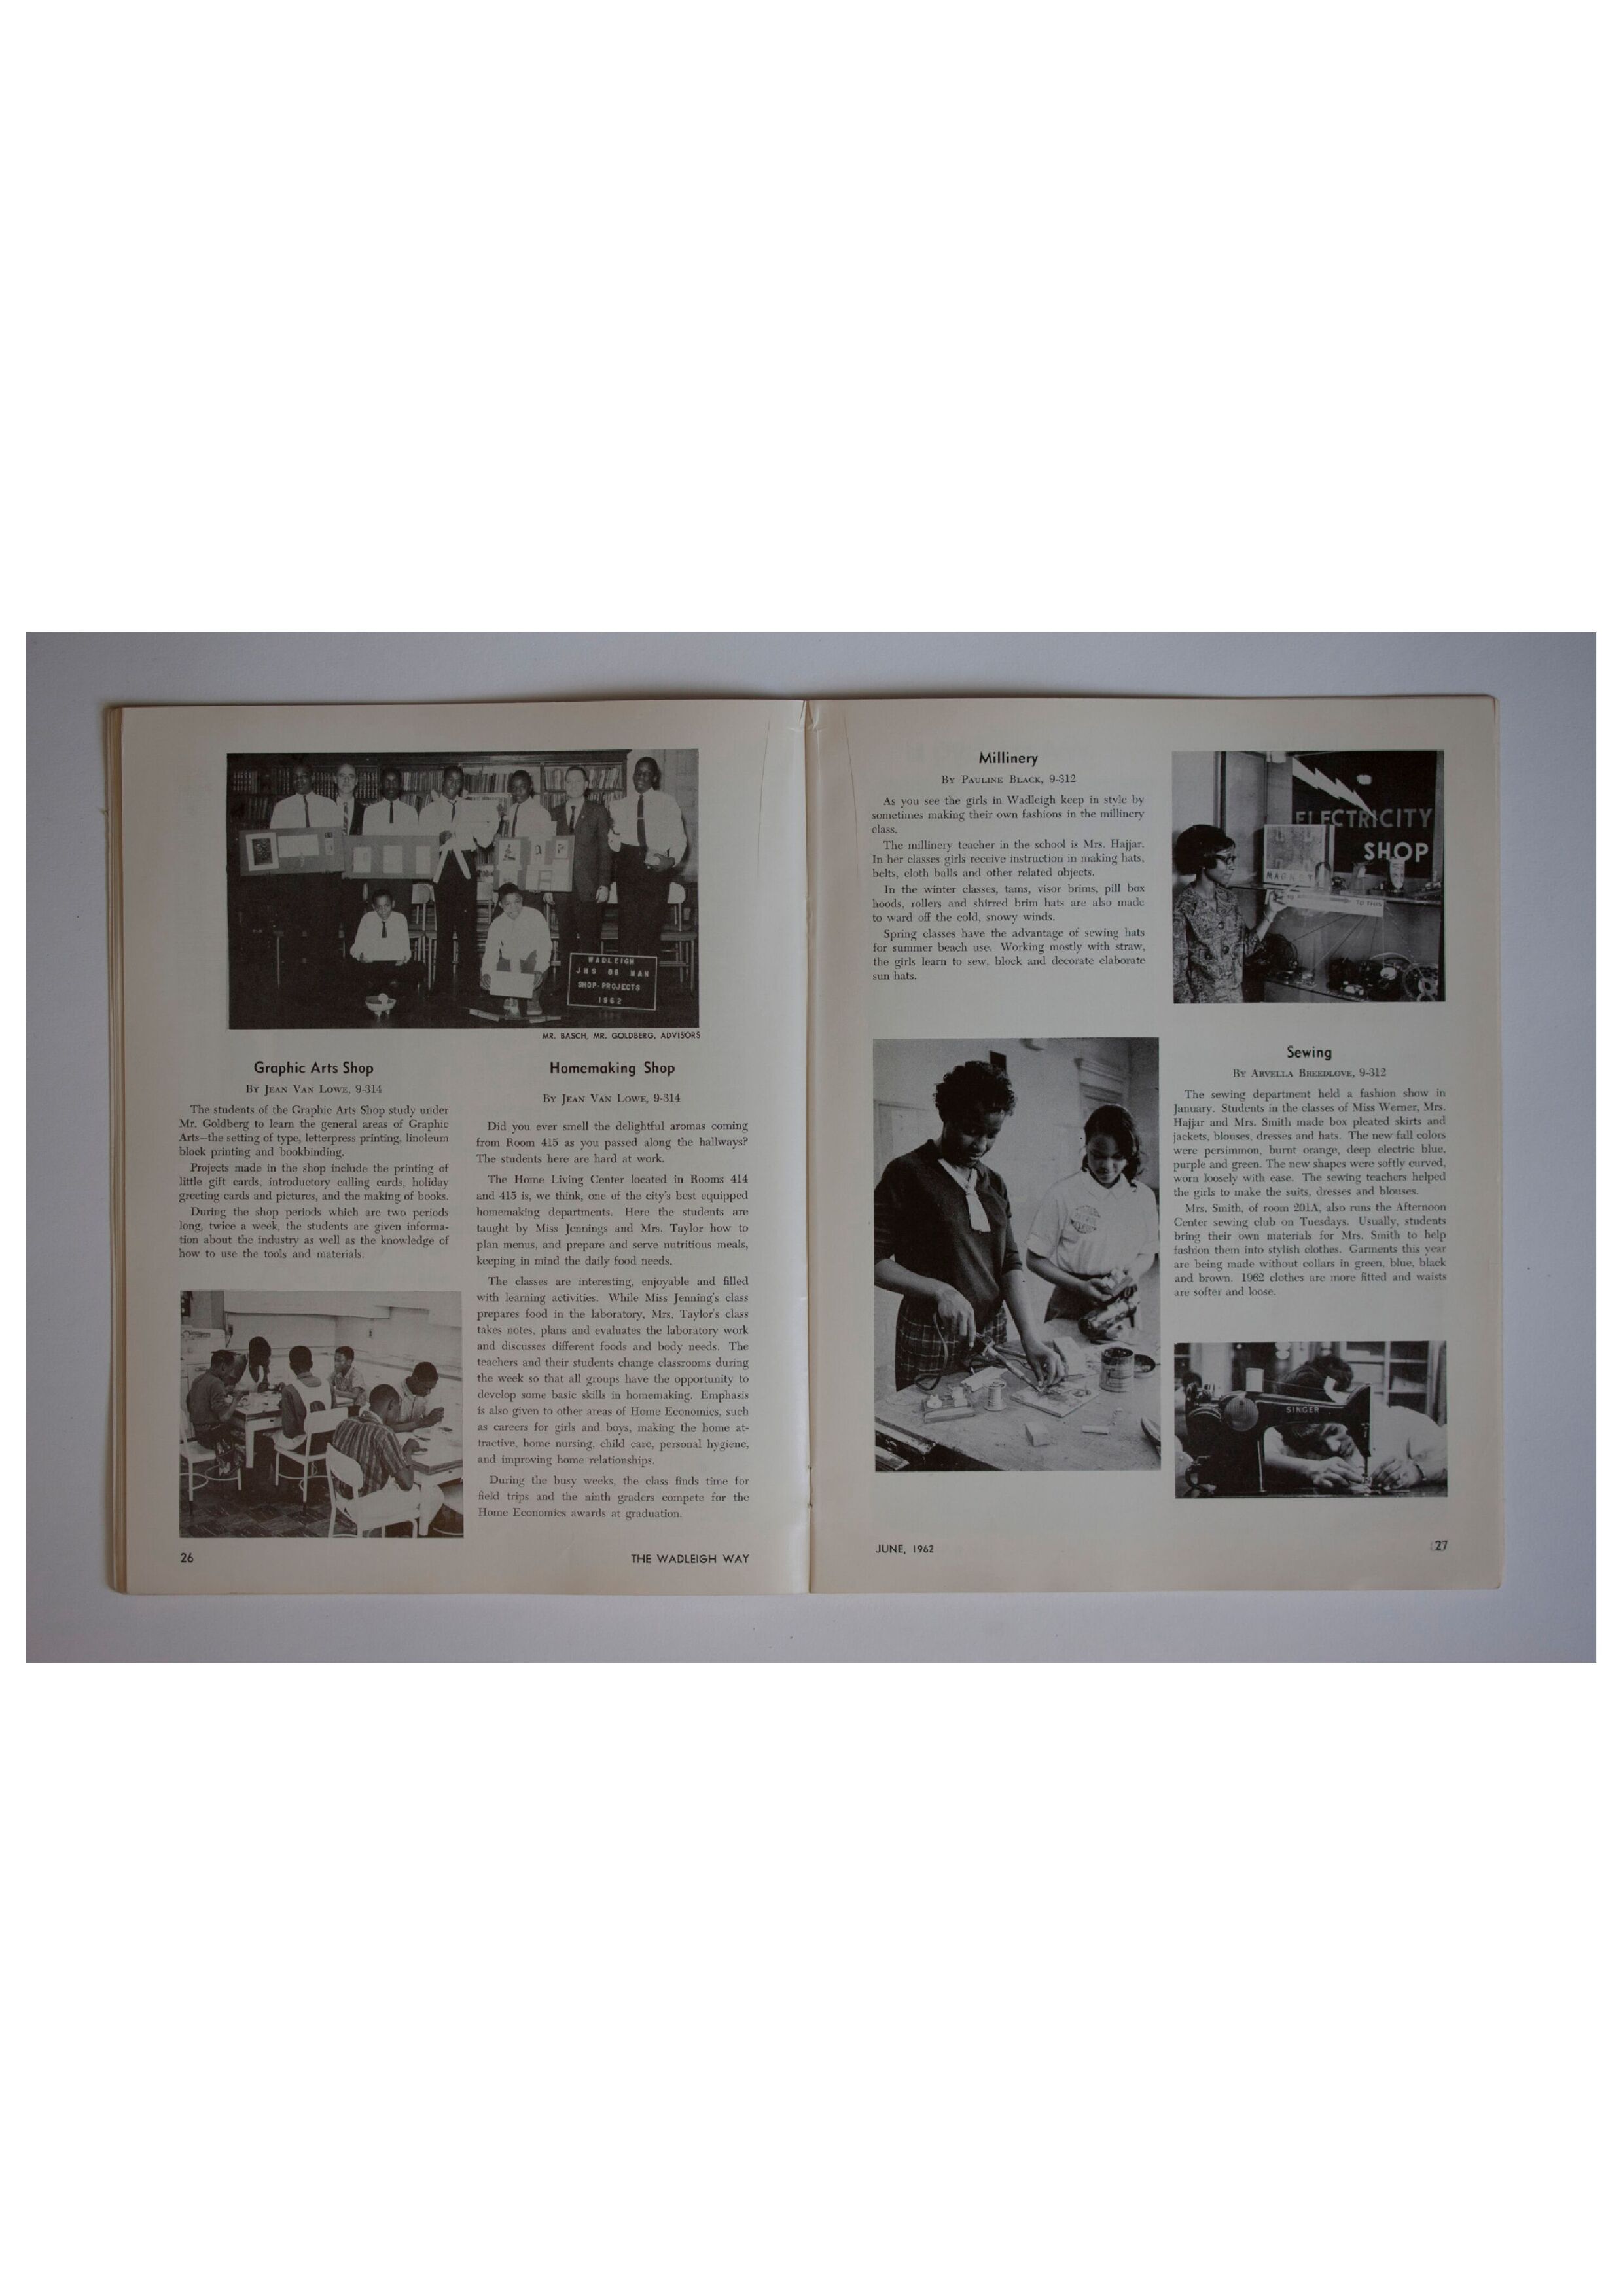 WADLEIGH
JHS 88 MAN
SHOP-PROJECTS
1962
MR. BASCH, MR. GOLDBERG, ADVISORS
Graphic Arts Shop
BY JEAN VAN LOWE, 9-314
The students of the Graphic Arts Shop study under
Mr. Goldberg to learn the general areas of Graphic
Arts—the setting of type, letterpress printing, linoleum
block printing and bookbinding.
Projects made in the shop include the printing of
little gift cards, introductory calling cards, holiday
greeting cards and pictures, and the making of books.
During the shop periods which are two periods
long, twice a week, the students are given informa-
tion about the industry as well as the knowledge of
how to use the tools and materials.
Homemaking Shop
BY JEAN VAN LOWE, 9-314
Did you ever smell the delightful aromas coming
from Room 415 as you passed along the hallways?
The students here are hard at work.
The Home Living Center located in Rooms 414
and 415 is, we think, one of the city's best equipped
homemaking departments. Here the students are
taught by Miss Jennings and Mrs. Taylor how to
plan menus, and prepare and serve nutritious meals,
keeping in mind the daily food needs.
The classes are interesting, enjoyable and filled
with learning activities. While Miss Jenning's class
prepares food in the laboratory, Mrs. Taylor's class
takes notes, plans and evaluates the laboratory work
and discusses different foods and body needs. The
teachers and their students change classrooms during
the week so that all groups have the opportunity to
develop some basic skills in homemaking. Emphasis
is also given to other areas of Home Economics, such
as careers for girls and boys, making the home at-
tractive, home nursing, child care, personal hygiene,
and improving home relationships.
During the busy weeks, the class finds time for
field trips and the ninth graders compete for the
Home Economics awards at graduation.
26
THE WADLEIGH WAY
Millinery
BY PAULINE BLACK, 9-312
As you see the girls in Wadleigh keep in style by
sometimes making their own fashions in the millinery
class.
The millinery teacher in the school is Mrs. Hajjar.
In her classes girls receive instruction in making hats,
belts, cloth balls and other related objects.
In the winter classes, tams, visor brims, pill box
hoods, rollers and shirred brim hats are also made
to ward off the cold, snowy winds.
Spring classes have the advantage of sewing hats
for summer beach use. Working mostly with straw,
the girls learn to sew, block and decorate elaborate
sun hats.
ELECTRICITY
SHOP
TO THIS
Sewing
BY ARVELLA BREEDLOVE, 9-312
The sewing department held a fashion show in
January. Students in the classes of Miss Werner, Mrs.
Hajjar and Mrs. Smith made box pleated skirts and
jackets, blouses, dresses and hats. The new fall colors
were persimmon, burnt orange, deep electric blue,
purple and green. The new shapes were softly curved,
worn loosely with ease. The sewing teachers helped
the girls to make the suits, dresses and blouses.
Mrs. Smith, of room 201A, also runs the Afternoon
Center sewing club on Tuesdays. Usually, students
bring their own materials for Mrs. Smith to help
fashion them into stylish clothes. Garments this year
are being made without collars in green, blue, black
and brown. 1962 clothes are more fitted and waists
are softer and loose.
SINGER
JUNE, 1962
27